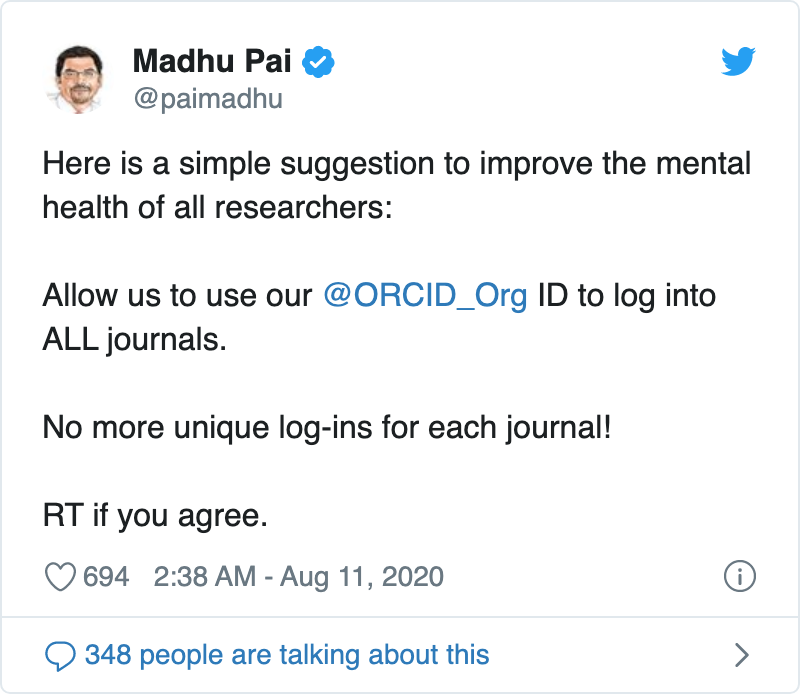 Madhu Pai
@paimadhu
Here is a simple suggestion to improve the mental
health of all researchers:
Allow us to use our @ORCID_Org ID to log into
ALL journals.
No more unique log-ins for each journal!
RT if you agree.
694 2:38 AM - Aug 11, 2020
348 people are talking about this